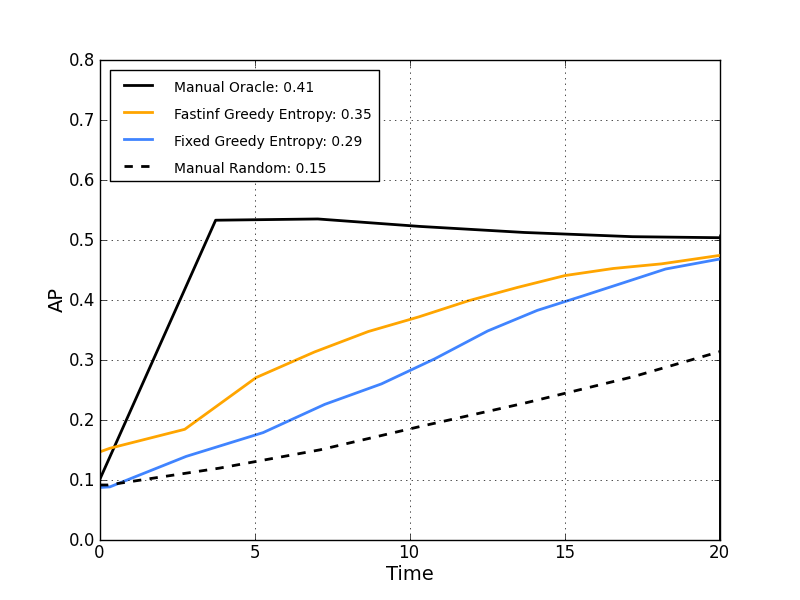 0.8
0.7
0.6
0.5
0.4
0.3
0.2
0.1
0.0
AP
Manual Oracle: 0.41
Fastinf Greedy Entropy: 0.35
Fixed Greedy Entropy: 0.29
Manual Random: 0.15
0 5 10 15 20
Time